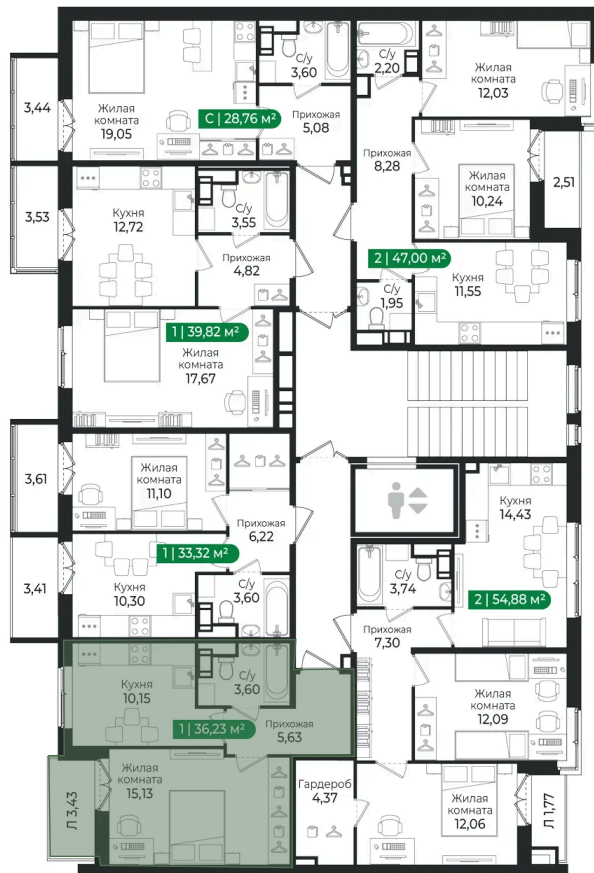 3,44
Жилая
комната
19,05
С | 28,76 м²
С/у
3,60
Прихожая
5,08
С/у
2,20
Жилая
комната
12,03
Прихожая
8,28
Жилая
комната
10,24
2,51
3,53
Кухня
12,72
С/у
3,55
Прихожая
4,82
2 | 47,00 м²
С/у
1,95
11,55
1 | 39,82 м²
Жилая
комната
17,67
3,61
Жилая
комната
11,10
Прихожая
6,22
1 | 33,32 м²
3,41
Кухня
10,30
С/у
3,60
Кухня
14,43
С/у
3,74
2 | 54,88 м²
Прихожая
7,30
Кухня
10,15
С/у
3,60
1 | 36,23 м²
Прихожая
5,63
Жилая
комната
12,09
Л 3,43
Жилая
комната
15,13
Гардероб
4,37
Жилая
комната
12,06
Л 1,77